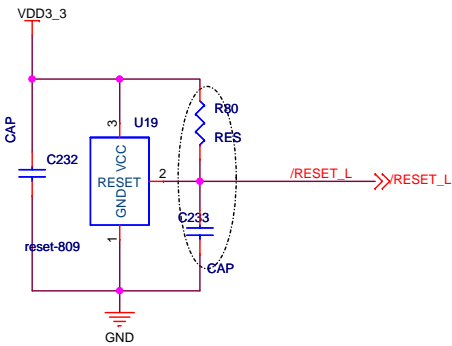 VDD3_3
CAP
C232
3
U19
VCC
RESET
GND
2
1
reset-809
R80
RES
/RESET_L
/RESET_L
C233
CAP
GND